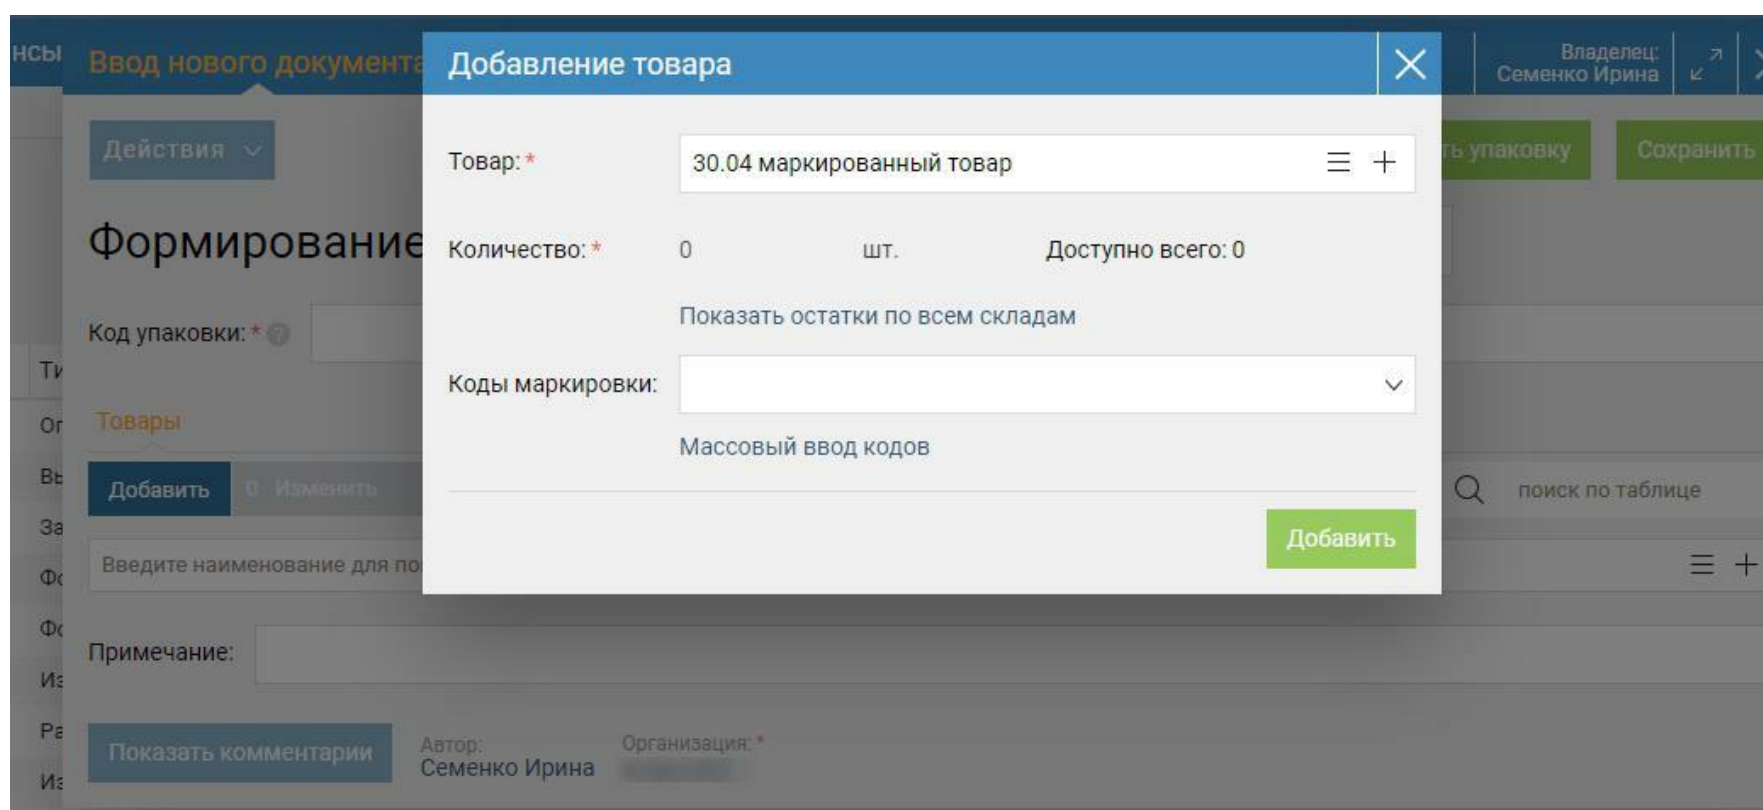 нсы Ввод нового документа Добавление товара Владелец:
Семенко Ирина
Действия Товар: * 30.04 маркированный товар упаковку Сохранить
Формирование Количество: * 0 шт. Доступно всего: 0
Показать остатки по всем складам
Код упаковки: * ?
Коды маркировки:
Товары
Массовый ввод кодов
Добавить 0 Изменить поиск по таблице
Добавить
Введите наименование для по
Примечание:
Показать комментарии Автор: Организация: *
Семенко Ирина